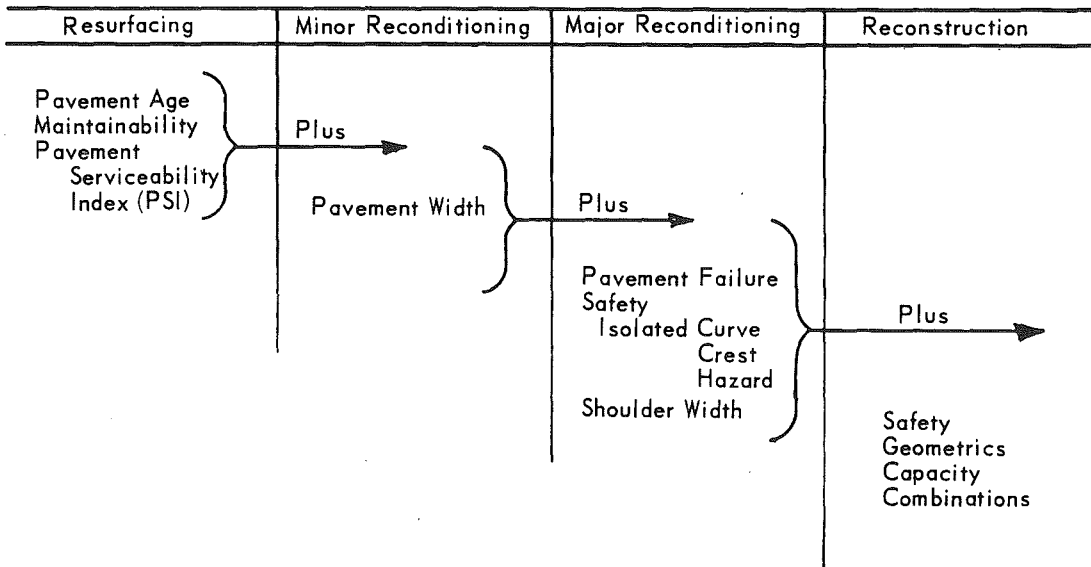 Resurfacing
Minor Reconditioning
Major Reconditioning
Reconstruction
Pavement Age
Maintainability
Pavement
Serviceability
Index (PSI)
Plus
Pavement Width
Plus
Pavement Failure
Safety
Isolated Curve
Crest
Hazard
Shoulder Width
Plus
Safety
Geometrics
Capacity
Combinations